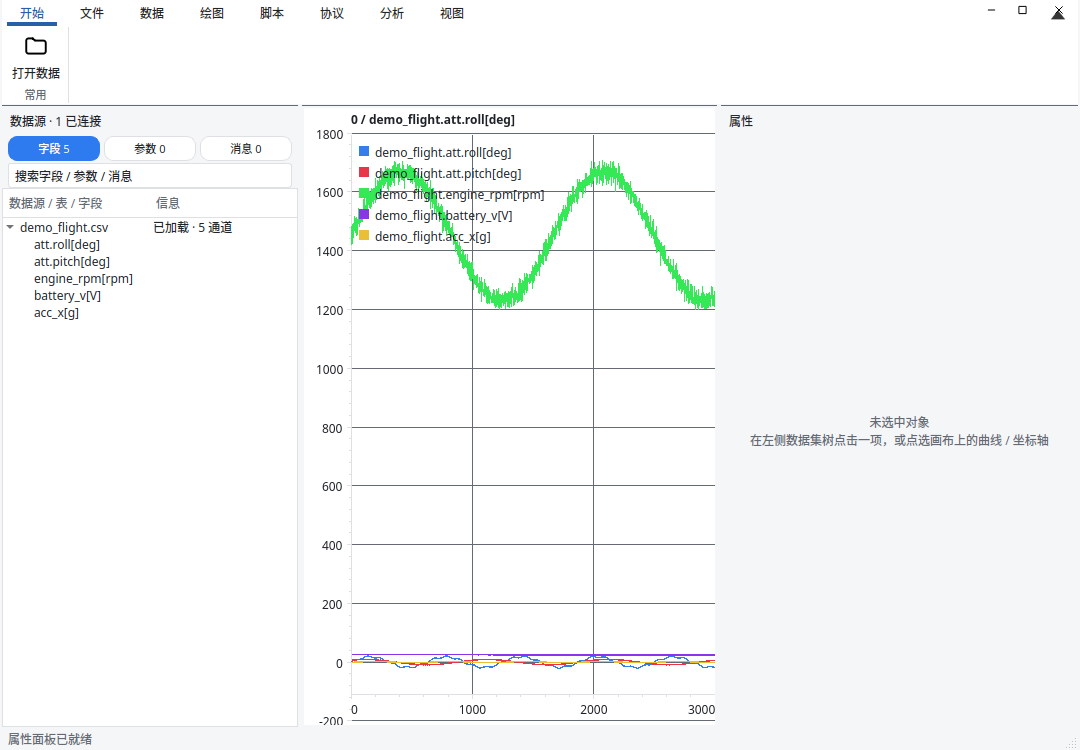 开始 文件 数据 绘图 脚本 协议 分析 视图
打开数据
常用
数据源 · 1 已连接
字段 5 参数 0 消息 0
搜索字段 / 参数 / 消息
数据源 / 表 / 字段 信息
demo_flight.csv 已加载 · 5 通道
att.roll[deg]
att.pitch[deg]
engine_rpm[rpm]
battery_v[V]
acc_x[g]
0 / demo_flight.att.roll[deg]
1800
1600
1400
1200
1000
800
600
400
200
0
-200
demo_flight.att.roll[deg]
demo_flight.att.pitch[deg]
demo_flight.engine_rpm[rpm]
demo_flight.battery_v[V]
demo_flight.acc_x[g]
0 1000 2000 3000
属性
未选中对象
在左侧数据集树点击一项，或点选画布上的曲线 / 坐标轴
属性面板已就绪